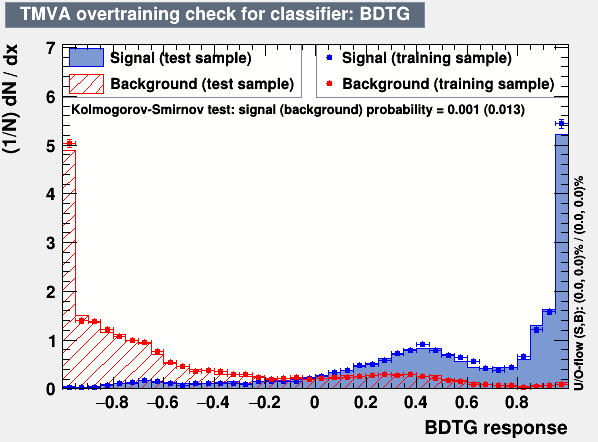 TMVA overtraining check for classifier: BDTG
(1/N) dN / dx
7
6
5
4
3
2
1
0
Signal (test sample)
Background (test sample)
Signal (training sample)
Background (training sample)
Kolmogorov-Smirnov test: signal (background) probability = 0.001 (0.013)
U/O-flow (S,B): (0.0, 0.0)% / (0.0, 0.0)%
−0.8 −0.6 −0.4 −0.2 0 0.2 0.4 0.6 0.8
BDTG response